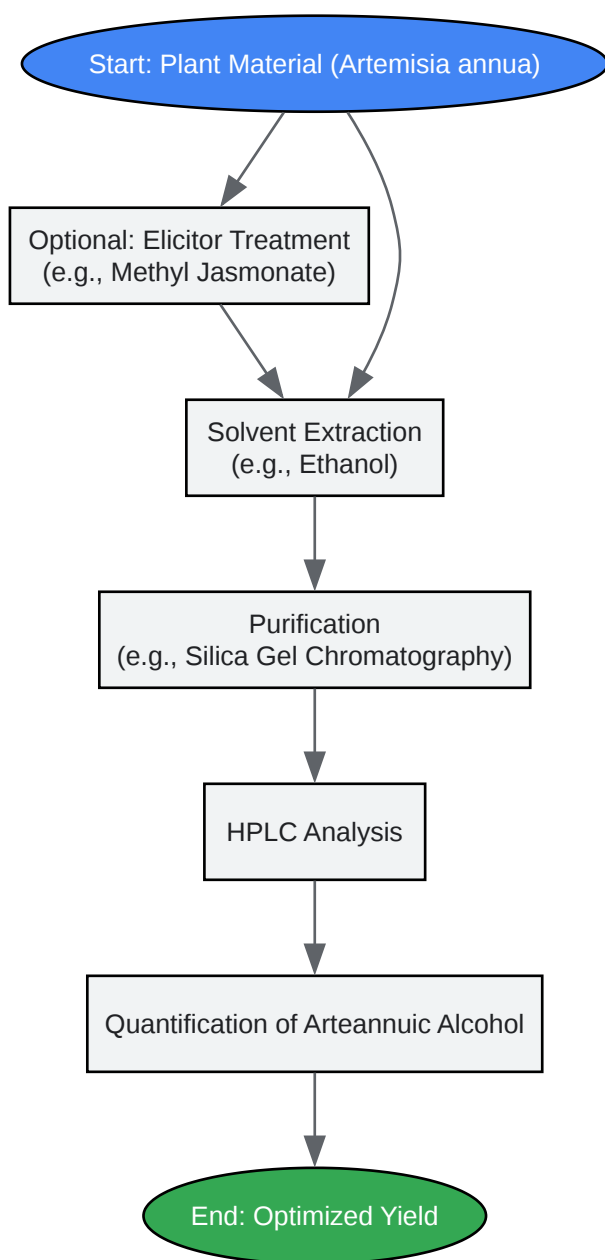 Start: Plant Material (Artemisia annua)
Optional: Elicitor Treatment
(e.g., Methyl Jasmonate)
Solvent Extraction
(e.g., Ethanol)
Purification
(e.g., Silica Gel Chromatography)
HPLC Analysis
Quantification of Arteannuic Alcohol
End: Optimized Yield